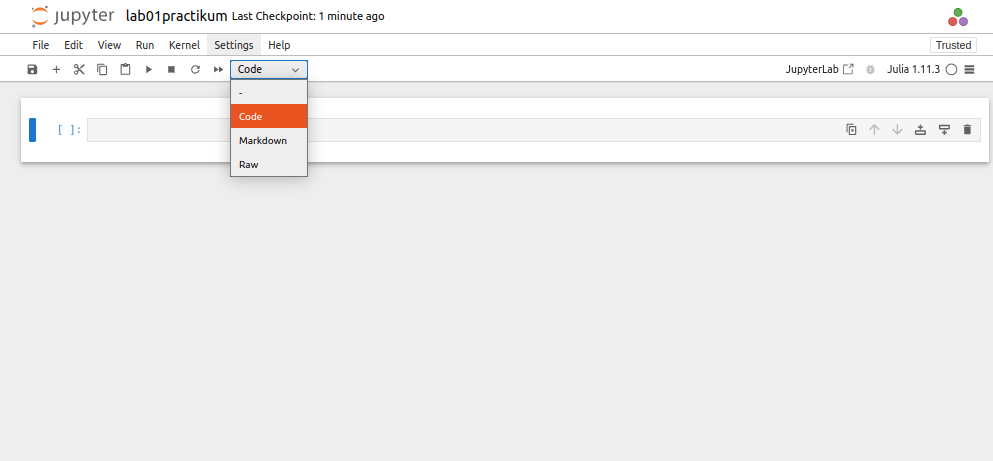 jupyter lab01practikum Last Checkpoint: 1 minute ago
File Edit View Run Kernel Settings Help Trusted
Code JupyterLab Julia 1.11.3
-
Code
[ ]:
Markdown
Raw